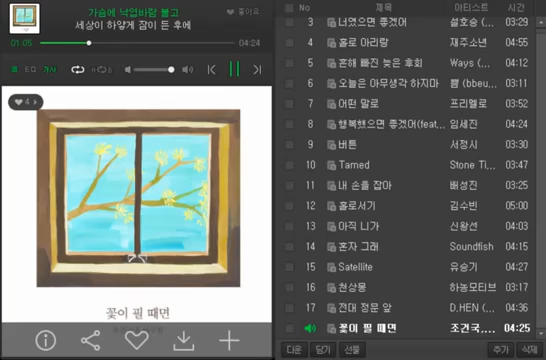 가슴에 낙엽바람 불고
좋아요
세상이 하얗게 잠이 든 후에
01:05
04:24
EQ 가사
4
꽃이 필 때면
No 제목 아티스트 시간
3 너였으면 좋겠어 설호승 (... 03:29
4 홀로 아리랑 재주소년 04:55
5 흔해 빠진 늦은 후회 Ways (... 04:12
6 오늘은 아무생각 하지마 쁨 (bbeu... 03:11
7 어떤 말로 프리엘로 03:52
8 행복했으면 좋겠어(feat... 임세진 04:24
9 버튼 서정시 03:30
10 Tamed Stone Ti... 03:47
11 내 손을 잡아 배성진 03:25
12 홀로서기 김수빈 05:00
13 아직 니가 신왕선 04:03
14 혼자 그래 Soundfish 04:15
15 Satellite 유승기 04:27
16 천상몽 하농모티브 03:17
17 전대 정문 앞 D.HEN (... 04:36
꽃이 필 때면 조건국,... 04:25
다운 담기 선물 추가 삭제